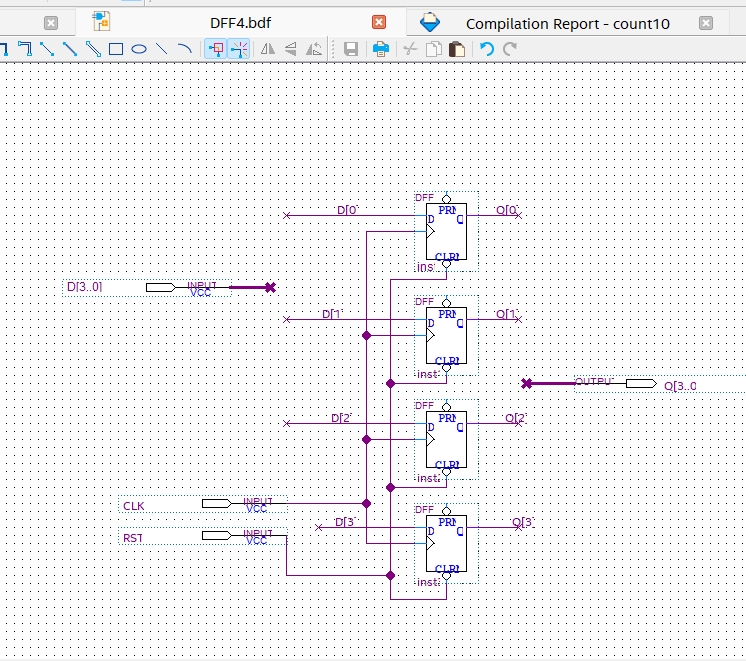 DFF4.bdf
Compilation Report - count10
DFF
D[0
PRN
Q[0
D
Q
CLRN
ins
D[3..0]
INPUT
VCC
DFF
D[1
PRN
Q[1
D
Q
CLRN
inst
OUTPUT
Q[3..0
DFF
D[2
PRN
Q[2
D
Q
CLRN
inst
CLK
INPUT
VCC
DFF
D[3
PRN
Q[3
D
Q
RST
INPUT
VCC
CLRN
inst